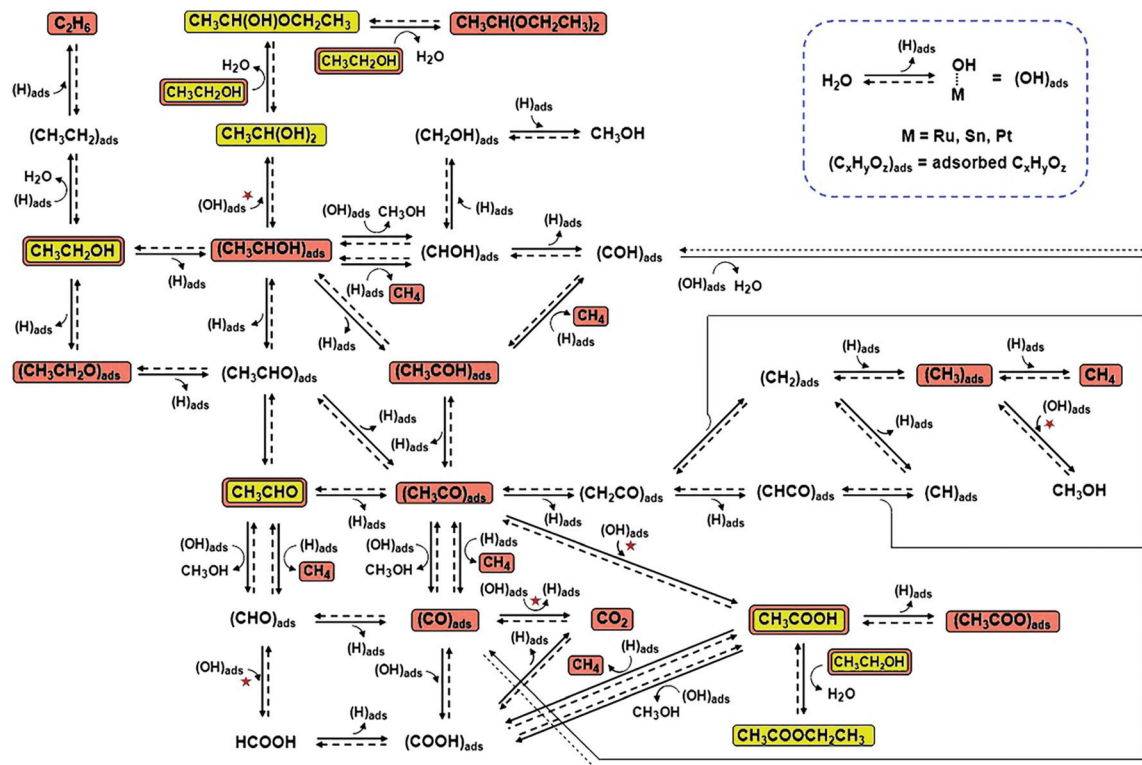 C₂H₆
CH₃CH(OH)OCH₂CH₃
CH₃CH(OCH₂CH₃)₂
CH₃CH₂OH
H₂O
H₂O
CH₃CH₂OH
(H)ads
(CH₃CH₂)ads
CH₃CH(OH)₂
(CH₂OH)ads
(H)ads
CH₃OH
H₂O
(H)ads
(OH)ads
(OH)ads CH₃OH
(H)ads
CH₃CH₂OH
(H)ads
(CH₃CHOH)ads
(H)ads CH₄
(CHOH)ads
(H)ads
(COH)ads
(OH)ads H₂O
(H)ads
(H)ads
(H)ads
CH₄
(H)ads
(CH₃CH₂O)ads
(H)ads
(CH₃CHO)ads
(CH₃COH)ads
(CH₂)ads
(H)ads
(CH₃)ads
(H)ads
CH₄
(H)ads
(H)ads
(H)ads
(OH)ads
CH₃CHO
(H)ads
(CH₃CO)ads
(H)ads
(CH₂CO)ads
(H)ads
(CHCO)ads
(CH)ads
CH₃OH
(OH)ads
CH₃OH
(H)ads
CH₄
(OH)ads
CH₃OH
(H)ads
CH₄
(OH)ads
(CHO)ads
(H)ads
(CO)ads
(OH)ads (H)ads
CO₂
CH₃COOH
(H)ads
(CH₃COO)ads
(OH)ads
(OH)ads
(H)ads
CH₄
(H)ads
CH₃OH
(OH)ads
CH₃CH₂OH
H₂O
HCOOH
(H)ads
(COOH)ads
CH₃COOCH₂CH₃
H₂O
(H)ads
OH
M
= (OH)ads
M = Ru, Sn, Pt
(CₓHᵧO_z)ads = adsorbed CₓHᵧO_z